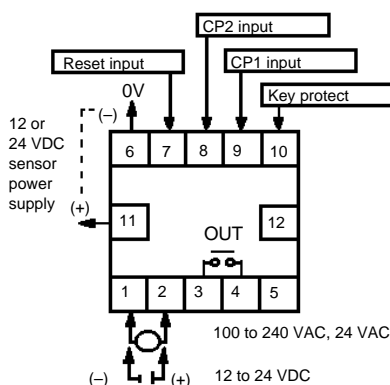 CP2 input
Reset input
CP1 input
0V
Key protect
(–)
12 or
24 VDC
sensor
power
supply
(+)
6 7 8 9 10
11 12
OUT
1 2 3 4 5
100 to 240 VAC, 24 VAC
(–) (+) 12 to 24 VDC